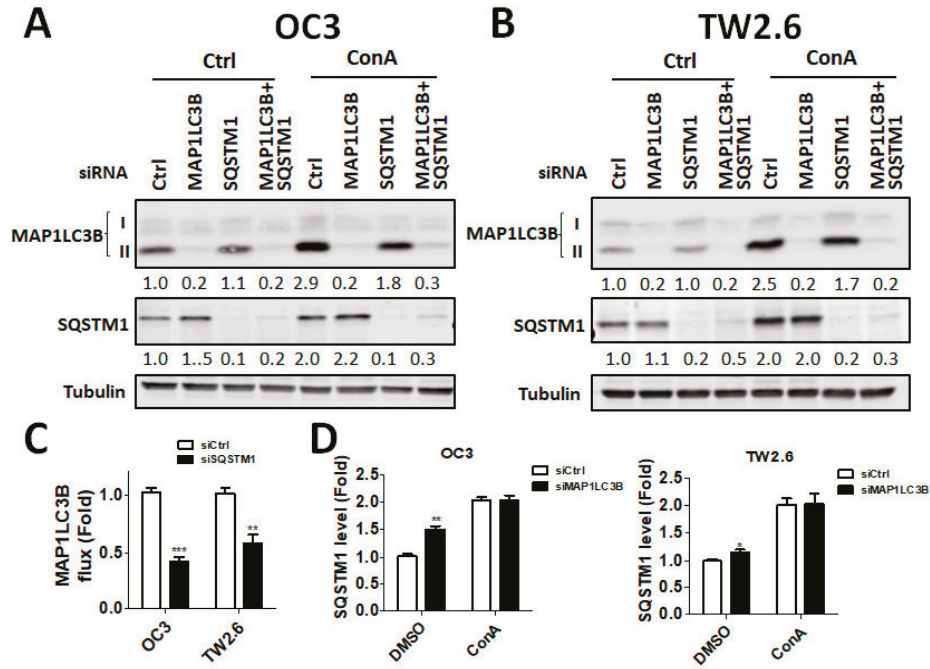 A OC3
Ctrl ConA
siRNA Ctrl MAP1LC3B SQSTM1 MAP1LC3B+ SQSTM1 Ctrl MAP1LC3B SQSTM1 MAP1LC3B+ SQSTM1
MAP1LC3B I
II
1.0 0.2 1.1 0.2 2.9 0.2 1.8 0.3
SQSTM1
1.0 1.5 0.1 0.2 2.0 2.2 0.1 0.3
Tubulin
B TW2.6
Ctrl ConA
siRNA Ctrl MAP1LC3B SQSTM1 MAP1LC3B+ SQSTM1 Ctrl MAP1LC3B SQSTM1 MAP1LC3B+ SQSTM1
MAP1LC3B I
II
1.0 0.2 1.0 0.2 2.5 0.2 1.7 0.2
SQSTM1
1.0 1.1 0.2 0.5 2.0 2.0 0.2 0.3
Tubulin
C
siCtrl
siSQSTM1
MAP1LC3B
flux (Fold)
1.0
0.5
0.0
*** **
OC3 TW2.6
D
OC3
siCtrl
siMAP1LC3B
SQSTM1 level (Fold)
2.5
2.0
1.5
1.0
0.5
0.0
**
DMSO ConA
TW2.6
siCtrl
siMAP1LC3B
SQSTM1 level (Fold)
2.5
2.0
1.5
1.0
0.5
0.0
*
DMSO ConA